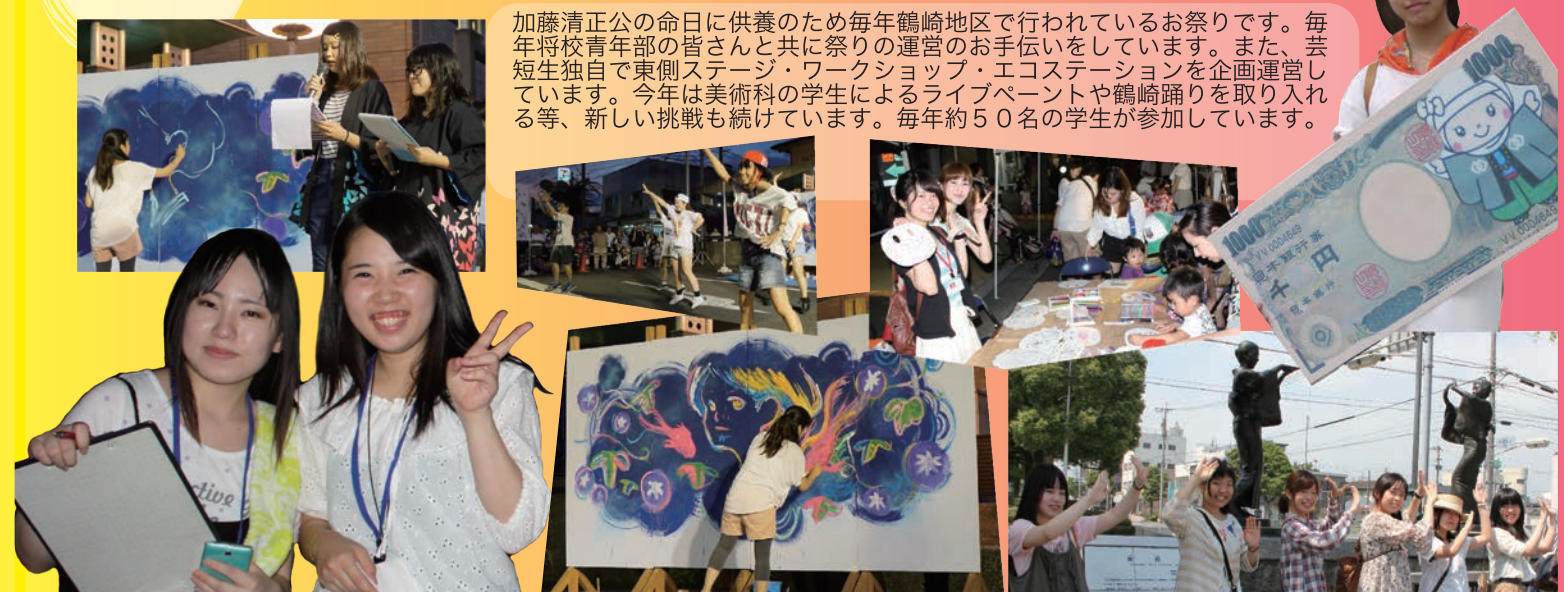 加藤清正公の命日に供養のため毎年鶴崎地区で行われているお祭りです。毎
年将校青年部の皆さんと共に祭りの運営のお手伝いをしています。また、芸
短生独自で東側ステージ・ワークショップ・エコステーションを企画運営し
ています。今年は美術科の学生によるライブペーントや鶴崎踊りを取り入れ
る等、新しい挑戦も続けています。毎年約５０名の学生が参加しています。
1000
1000
VV 0004649
千円
VV 0004649
ctive